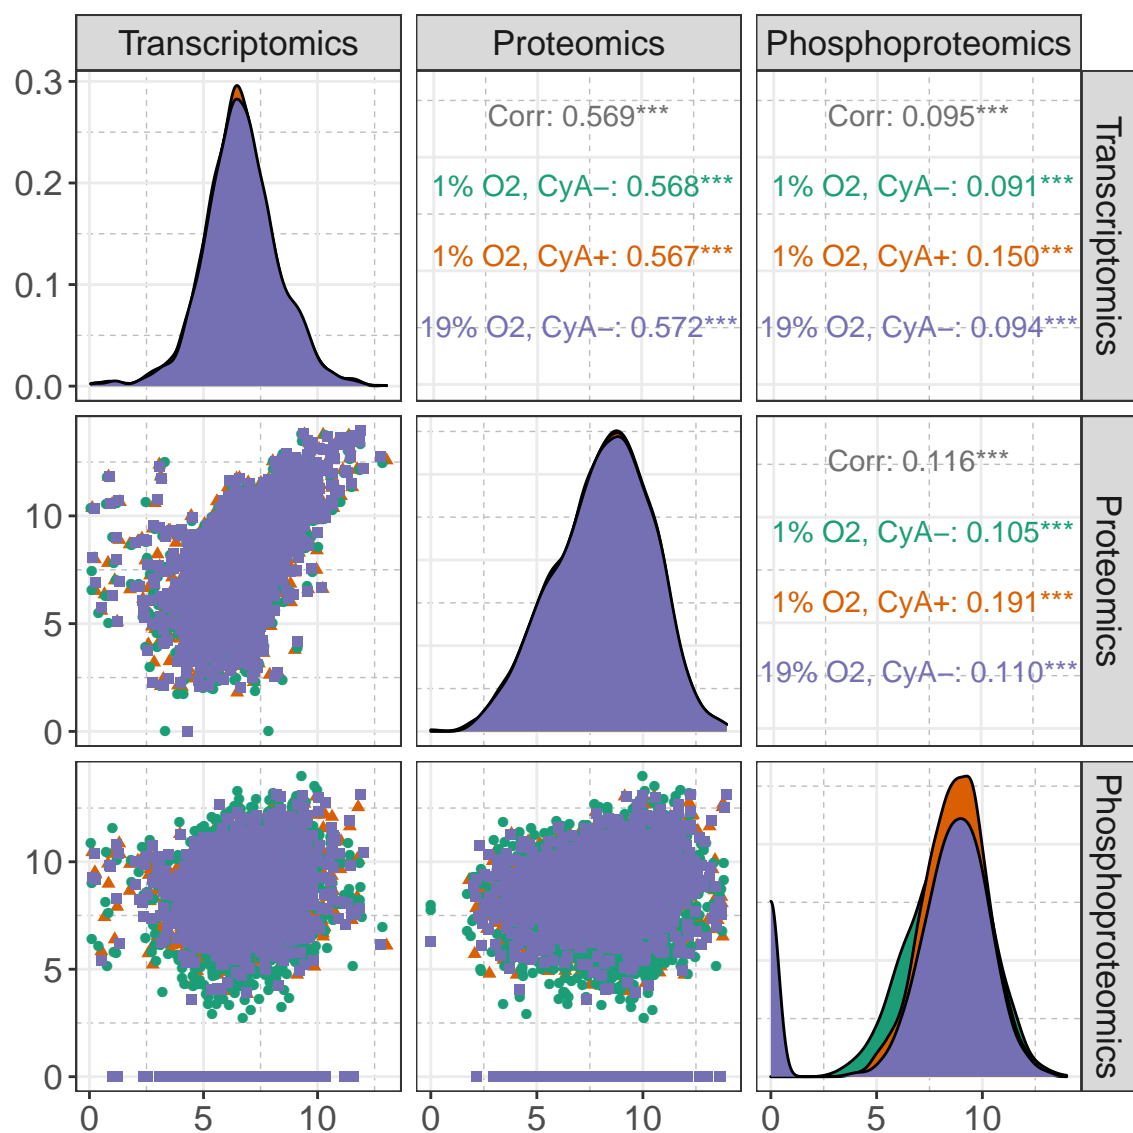 Transcriptomics
Proteomics
Phosphoproteomics
0.3
0.2
0.1
0.0
Corr: 0.569***
1% O2, CyA−: 0.568***
1% O2, CyA+: 0.567***
19% O2, CyA−: 0.572***
Corr: 0.095***
1% O2, CyA−: 0.091***
1% O2, CyA+: 0.150***
19% O2, CyA−: 0.094***
Transcriptomics
10
5
0
Corr: 0.116***
1% O2, CyA−: 0.105***
1% O2, CyA+: 0.191***
19% O2, CyA−: 0.110***
Proteomics
10
5
0
Phosphoproteomics
0 5 10
0 5 10
0 5 10